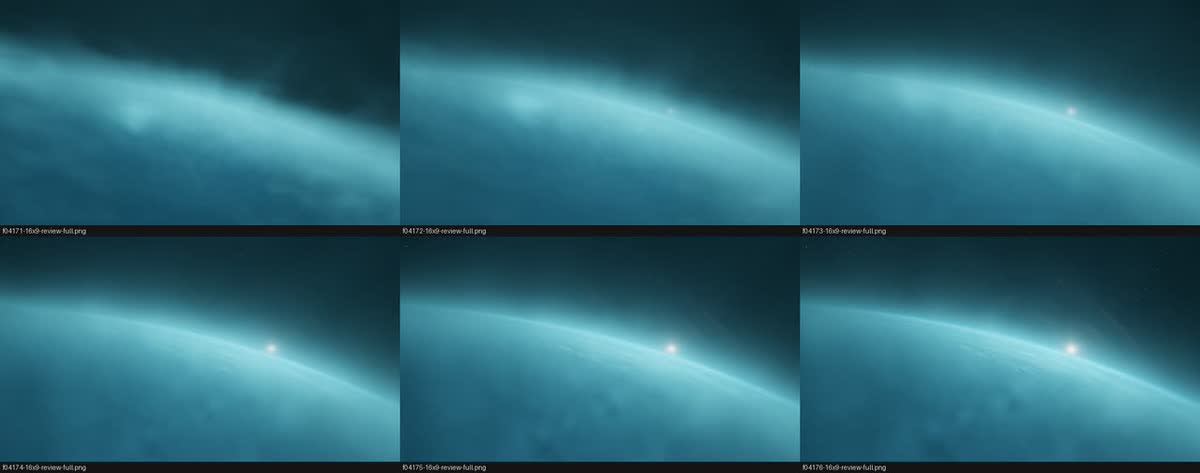 f04171-16x9-review-full.png
f04172-16x9-review-full.png
f04173-16x9-review-full.png
f04174-16x9-review-full.png
f04175-16x9-review-full.png
f04176-16x9-review-full.png